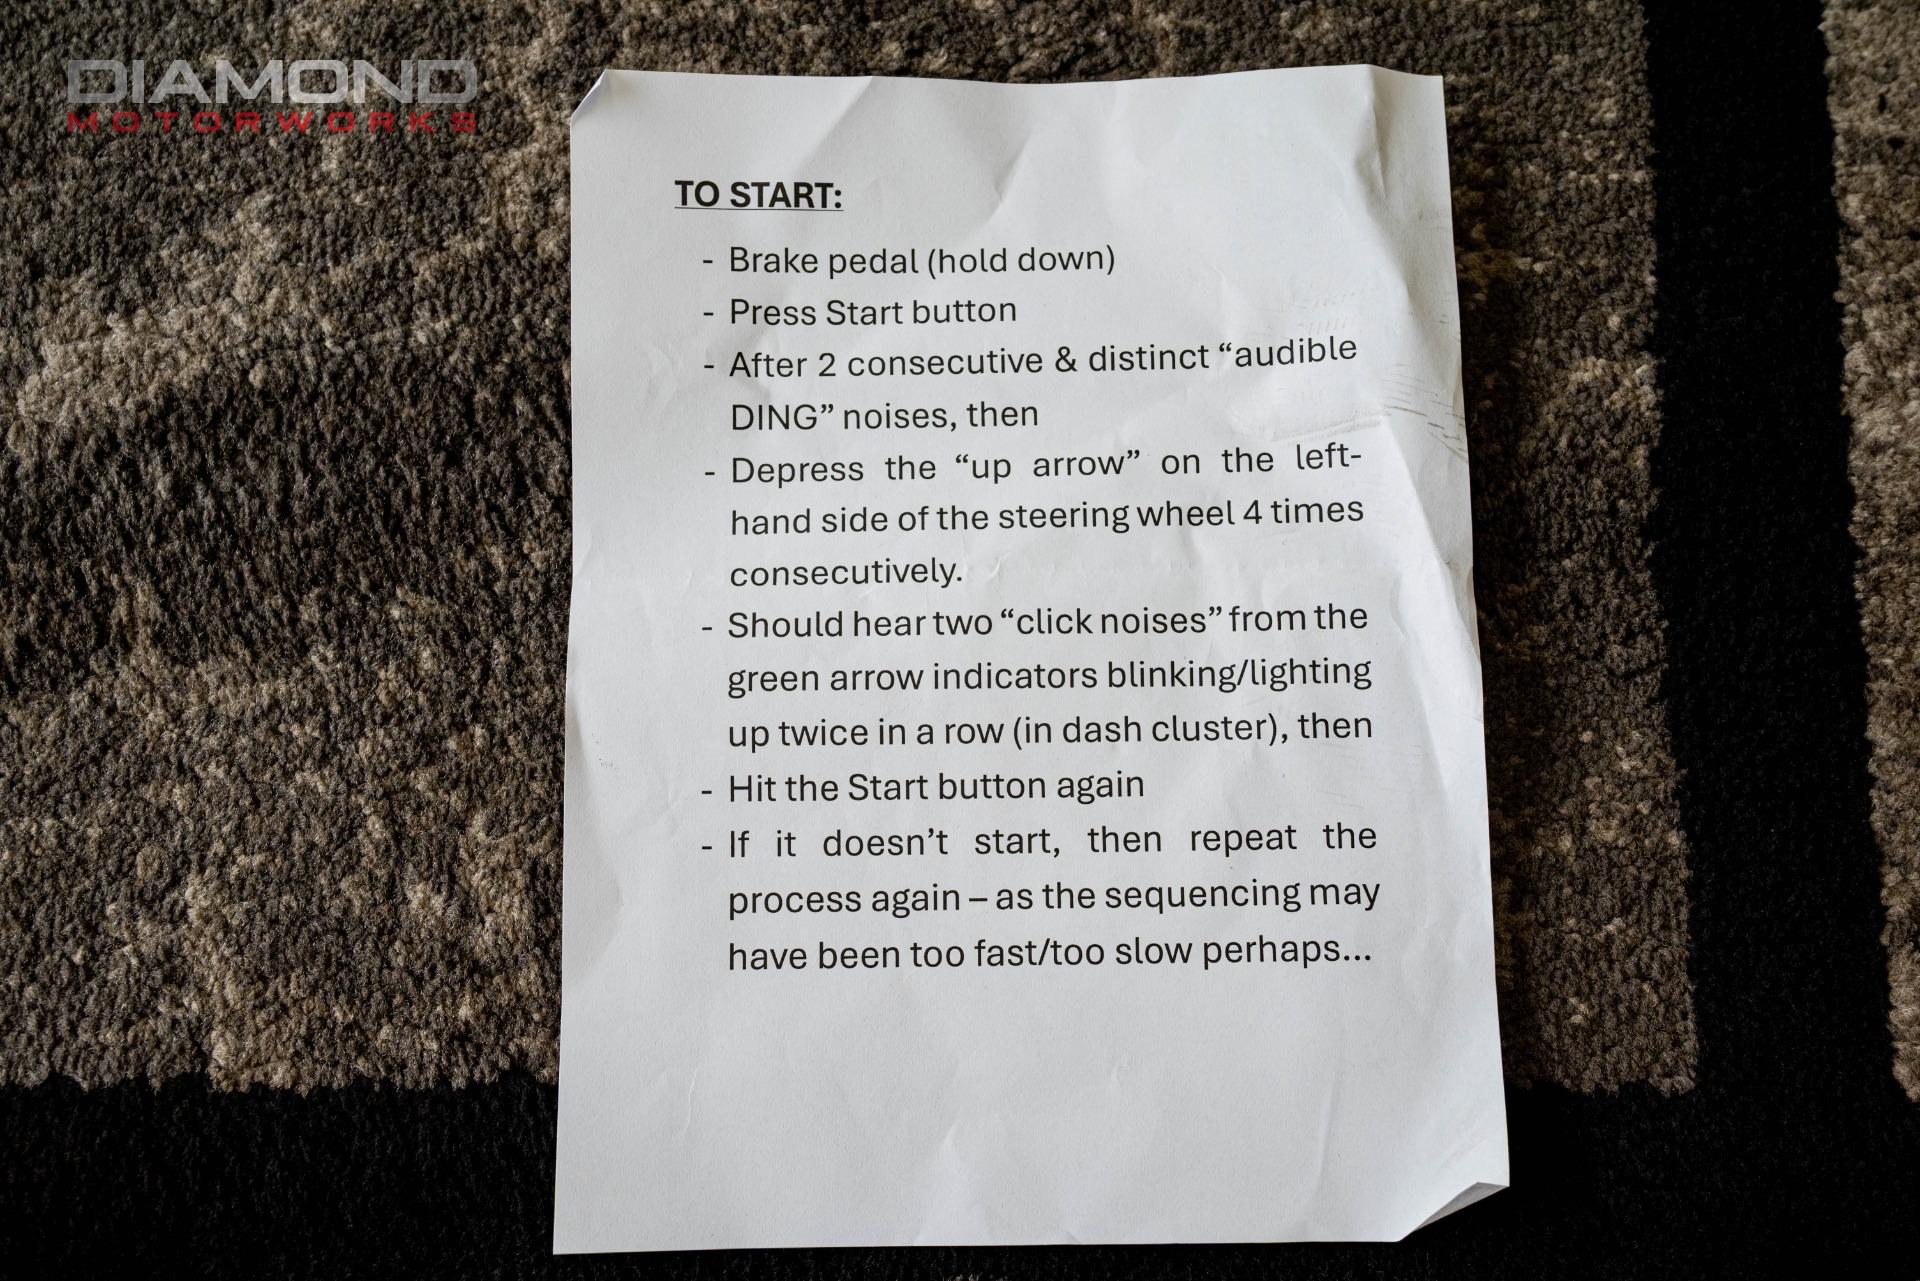 DIAMOND
MOTORWORKS
TO START:
- Brake pedal (hold down)
- Press Start button
- After 2 consecutive & distinct “audible
DING” noises, then
- Depress the “up arrow” on the left-
hand side of the steering wheel 4 times
consecutively.
- Should hear two “click noises” from the
green arrow indicators blinking/lighting
up twice in a row (in dash cluster), then
- Hit the Start button again
- If it doesn’t start, then repeat the
process again – as the sequencing may
have been too fast/too slow perhaps...